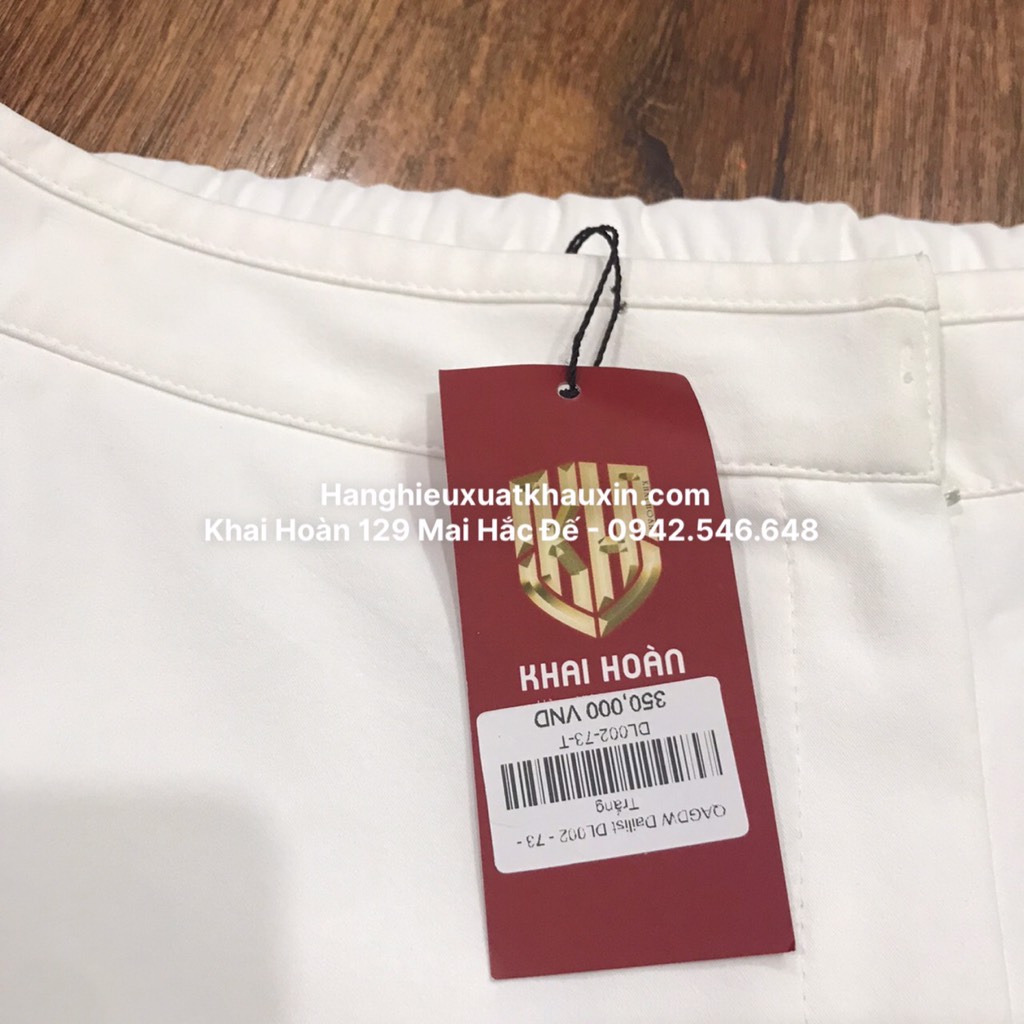 Hanghieuxuatkhauxin.com
Khai Hoàn 129 Mai Hắc Đế - 0942.546.648
KHAI HOÀN
QAGDW Dailist DL002 - 73 -
Trắng
DL002-73-T
350,000 VND